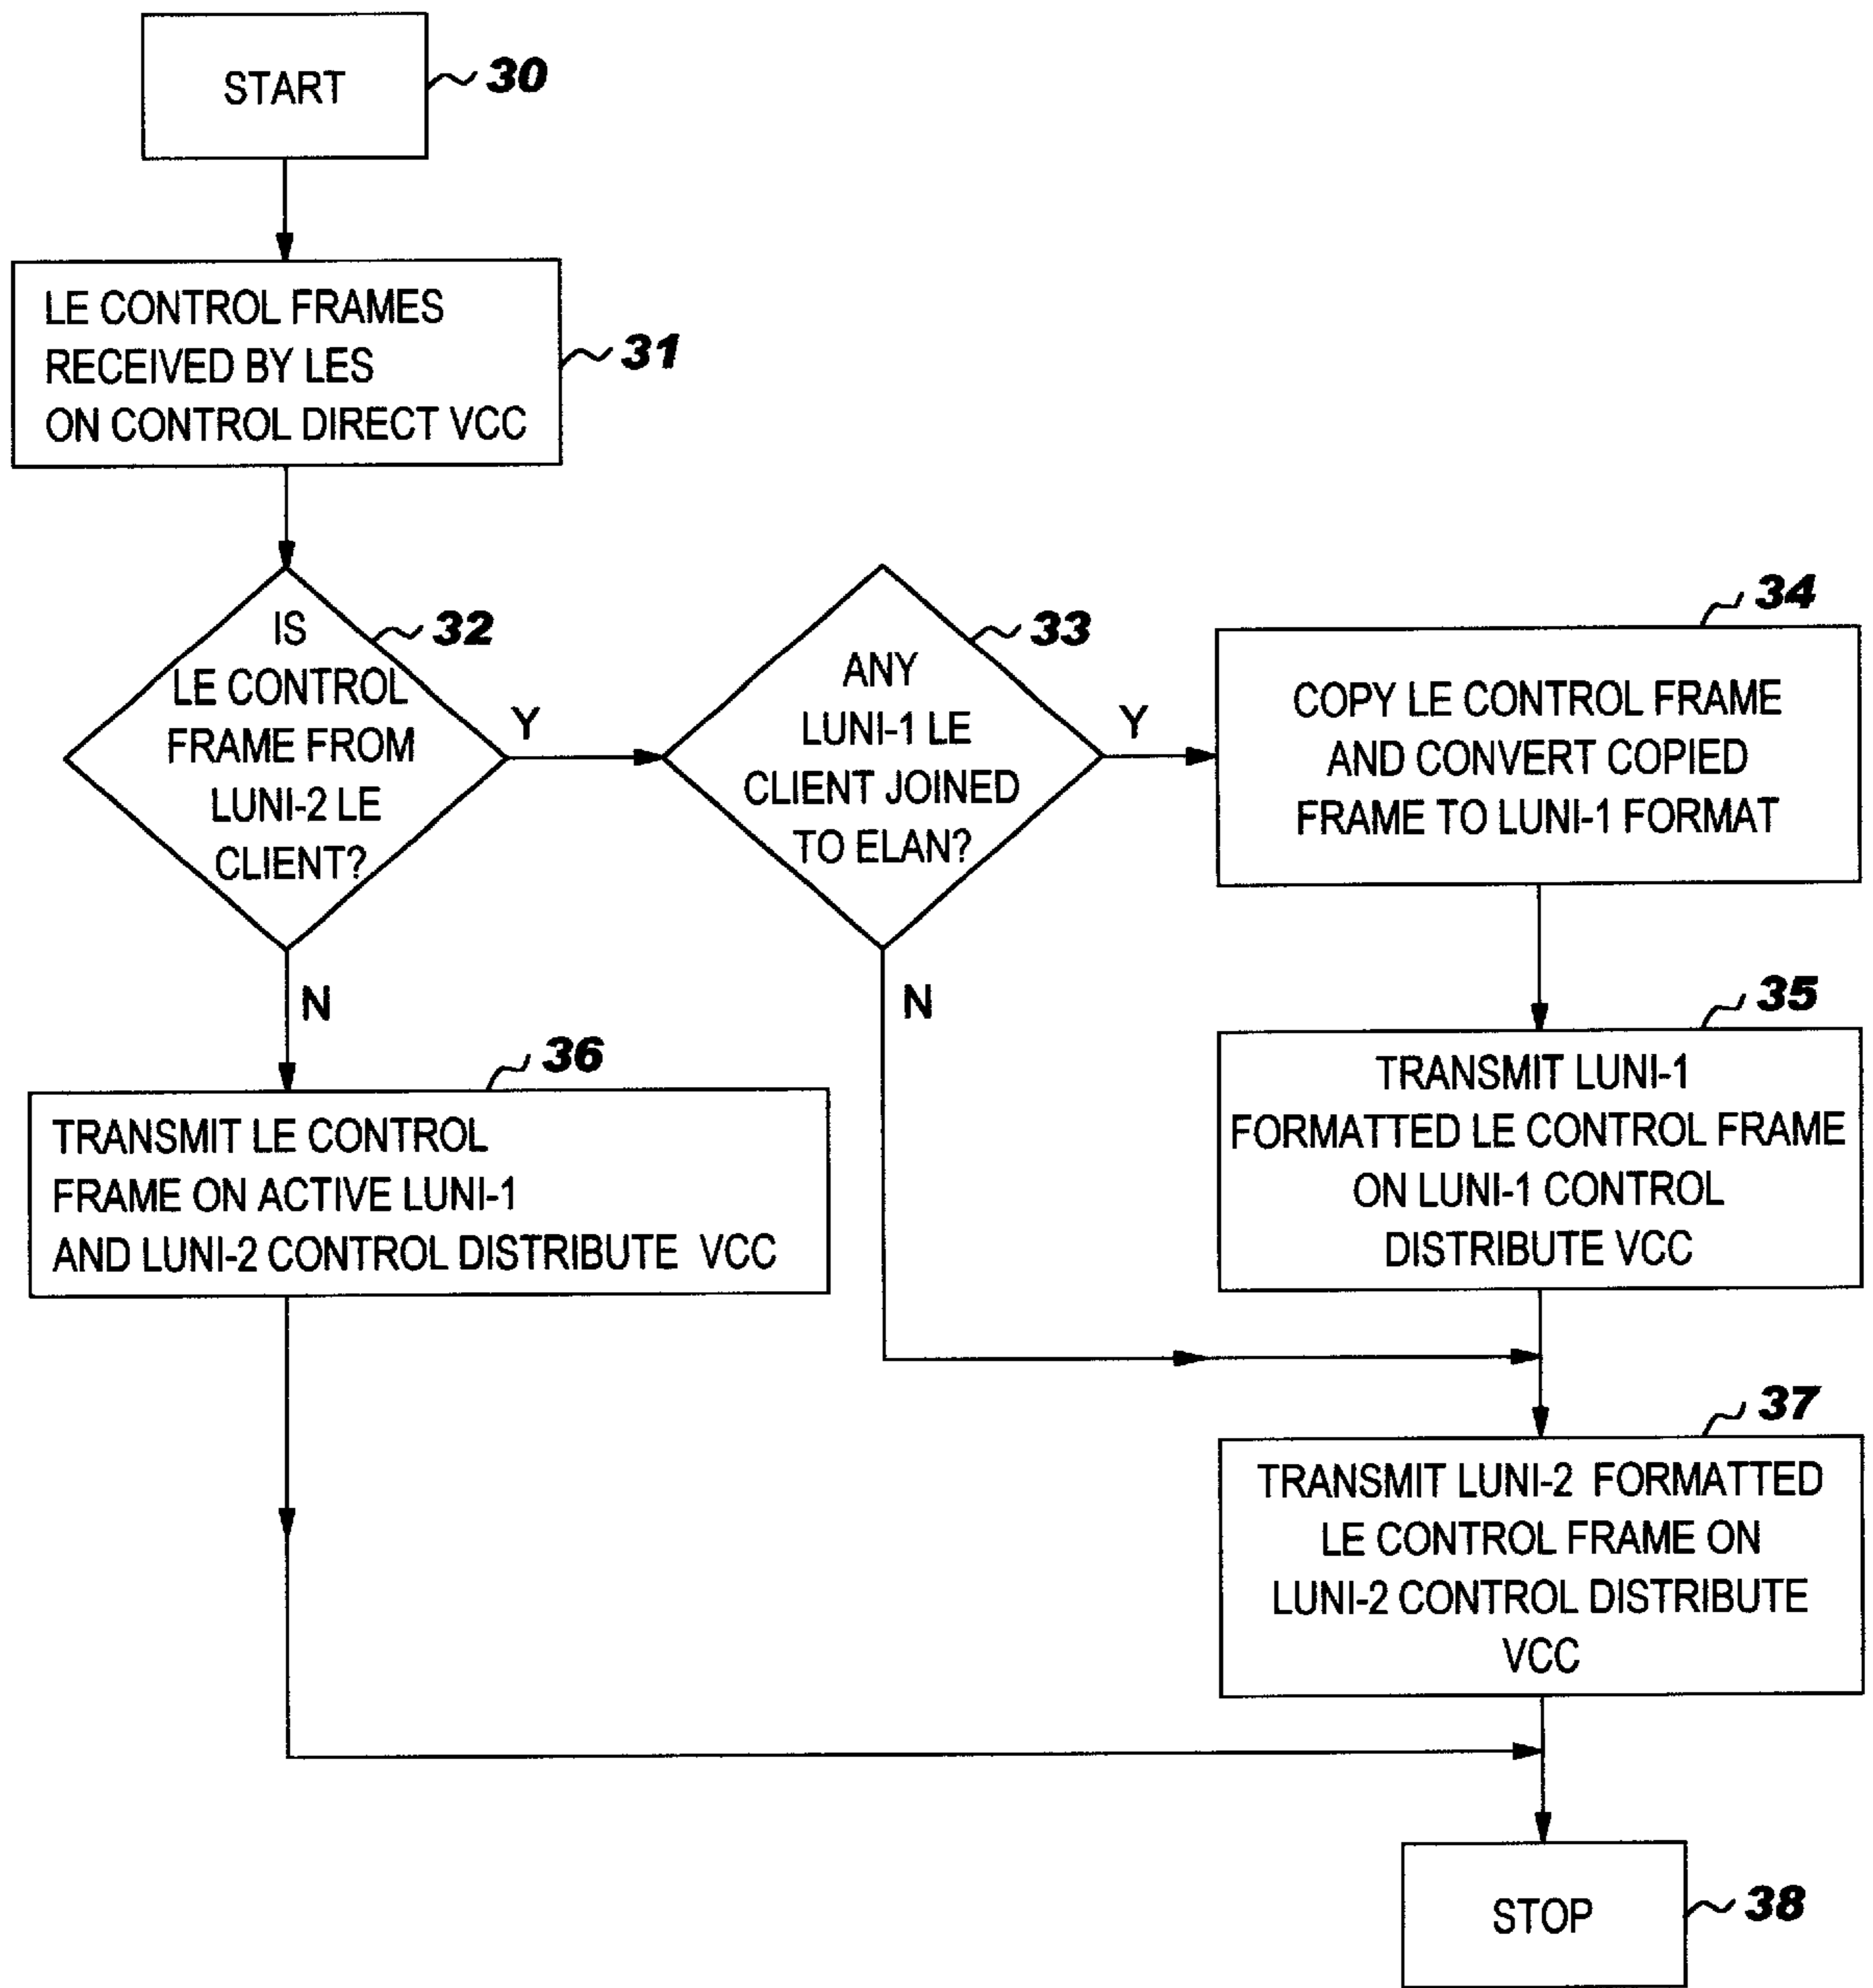 START
30
LE CONTROL FRAMES
RECEIVED BY LES
ON CONTROL DIRECT VCC
31
IS
LE CONTROL
FRAME FROM
LUNI-2 LE
CLIENT?
32
Y
N
ANY
LUNI-1 LE
CLIENT JOINED
TO ELAN?
33
Y
N
34
COPY LE CONTROL FRAME
AND CONVERT COPIED
FRAME TO LUNI-1 FORMAT
35
TRANSMIT LUNI-1
FORMATTED LE CONTROL FRAME
ON LUNI-1 CONTROL
DISTRIBUTE VCC
36
TRANSMIT LE CONTROL
FRAME ON ACTIVE LUNI-1
AND LUNI-2 CONTROL DISTRIBUTE VCC
37
TRANSMIT LUNI-2 FORMATTED
LE CONTROL FRAME ON
LUNI-2 CONTROL DISTRIBUTE
VCC
STOP
38